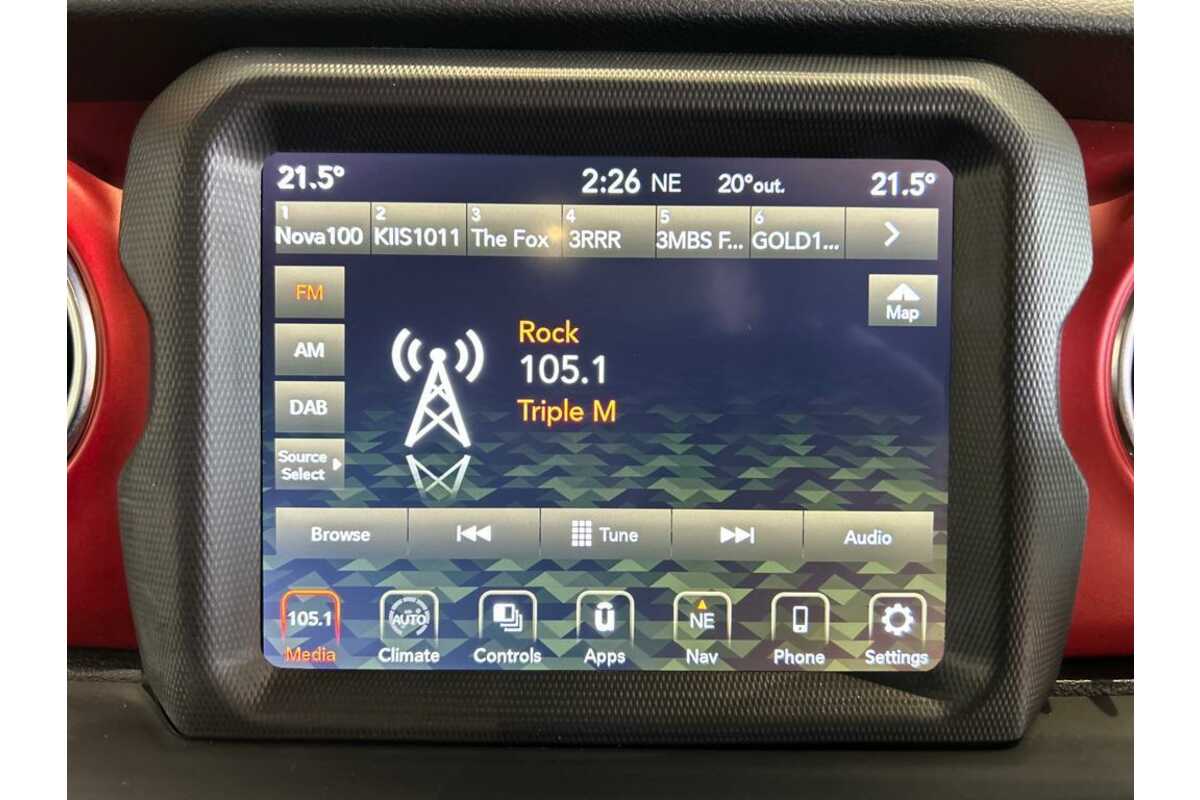 21.5° 2:26 NE 20°out. 21.5°
1 2 3 4 5 6
Nova100 KIIS1011 The Fox 3RRR 3MBS F... GOLD1...
FM
Map
AM
DAB
Source
Select
Rock
105.1
Triple M
Browse Tune Audio
105.1 AUTO NE
Media Climate Controls Apps Nav Phone Settings